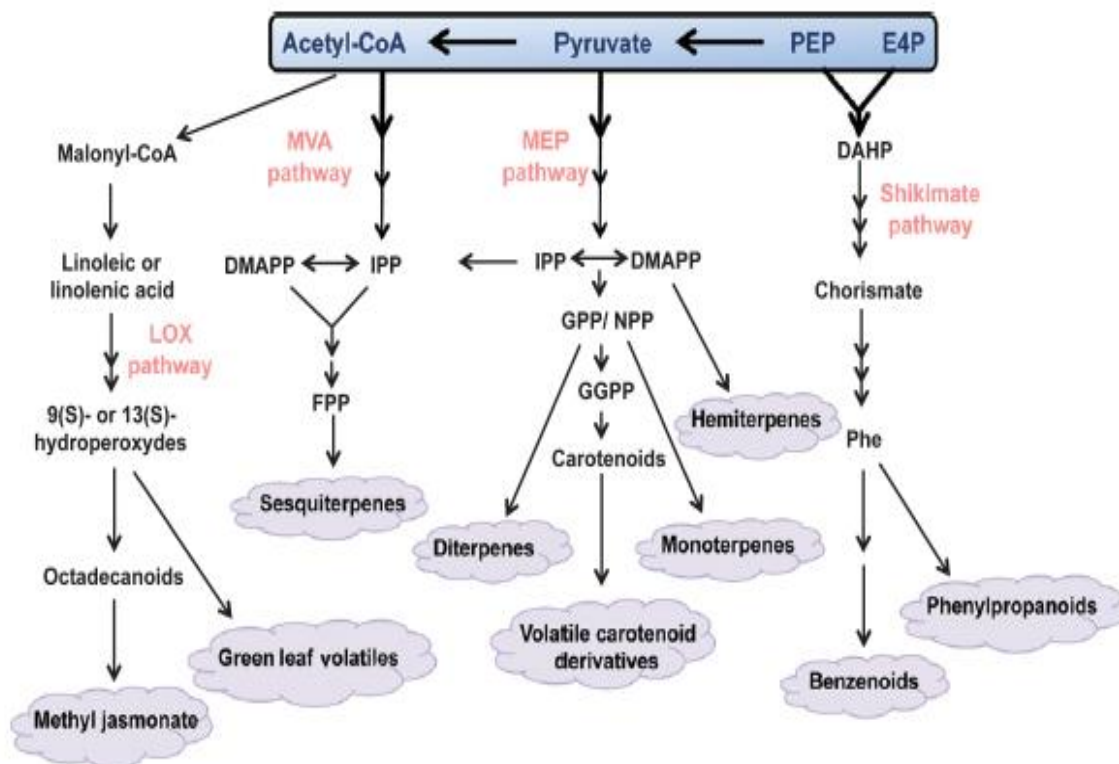 Acetyl-CoA Pyruvate PEP E4P
Malonyl-CoA
MVA
pathway
MEP
pathway
DAHP
Shikimate
pathway
Linoleic or
linolenic acid
DMAPP IPP IPP DMAPP
Chorismate
LOX
pathway
GPP/ NPP
9(S)- or 13(S)-
hydroperoxydes
FPP
GGPP
Hemiterpenes
Phe
Carotenoids
Sesquiterpenes
Diterpenes
Monoterpenes
Octadecanoids
Phenylpropanoids
Green leaf volatiles
Volatile carotenoid
derivatives
Benzenoids
Methyl jasmonate